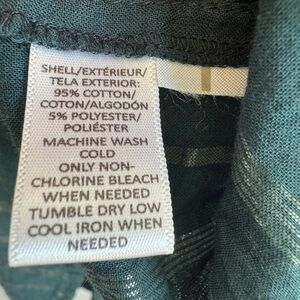 SHELL/EXTÉRIEUR/
TELA EXTERIOR:
95% COTTON/
COTON/ALGODÓN
5% POLYESTER/
POLIÉSTER
MACHINE WASH
COLD
ONLY NON-
CHLORINE BLEACH
WHEN NEEDED
TUMBLE DRY LOW
COOL IRON WHEN
NEEDED